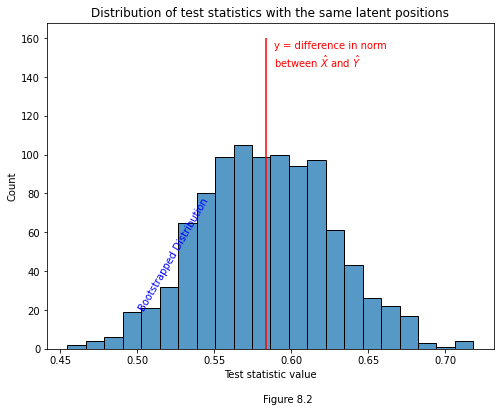 Distribution of test statistics with the same latent positions
160
140
120
100
80
60
40
20
0
Count
y = difference in norm
between X̂ and Ŷ
Bootstrapped Distribution
0.45 0.50 0.55 0.60 0.65 0.70
Test statistic value
Figure 8.2